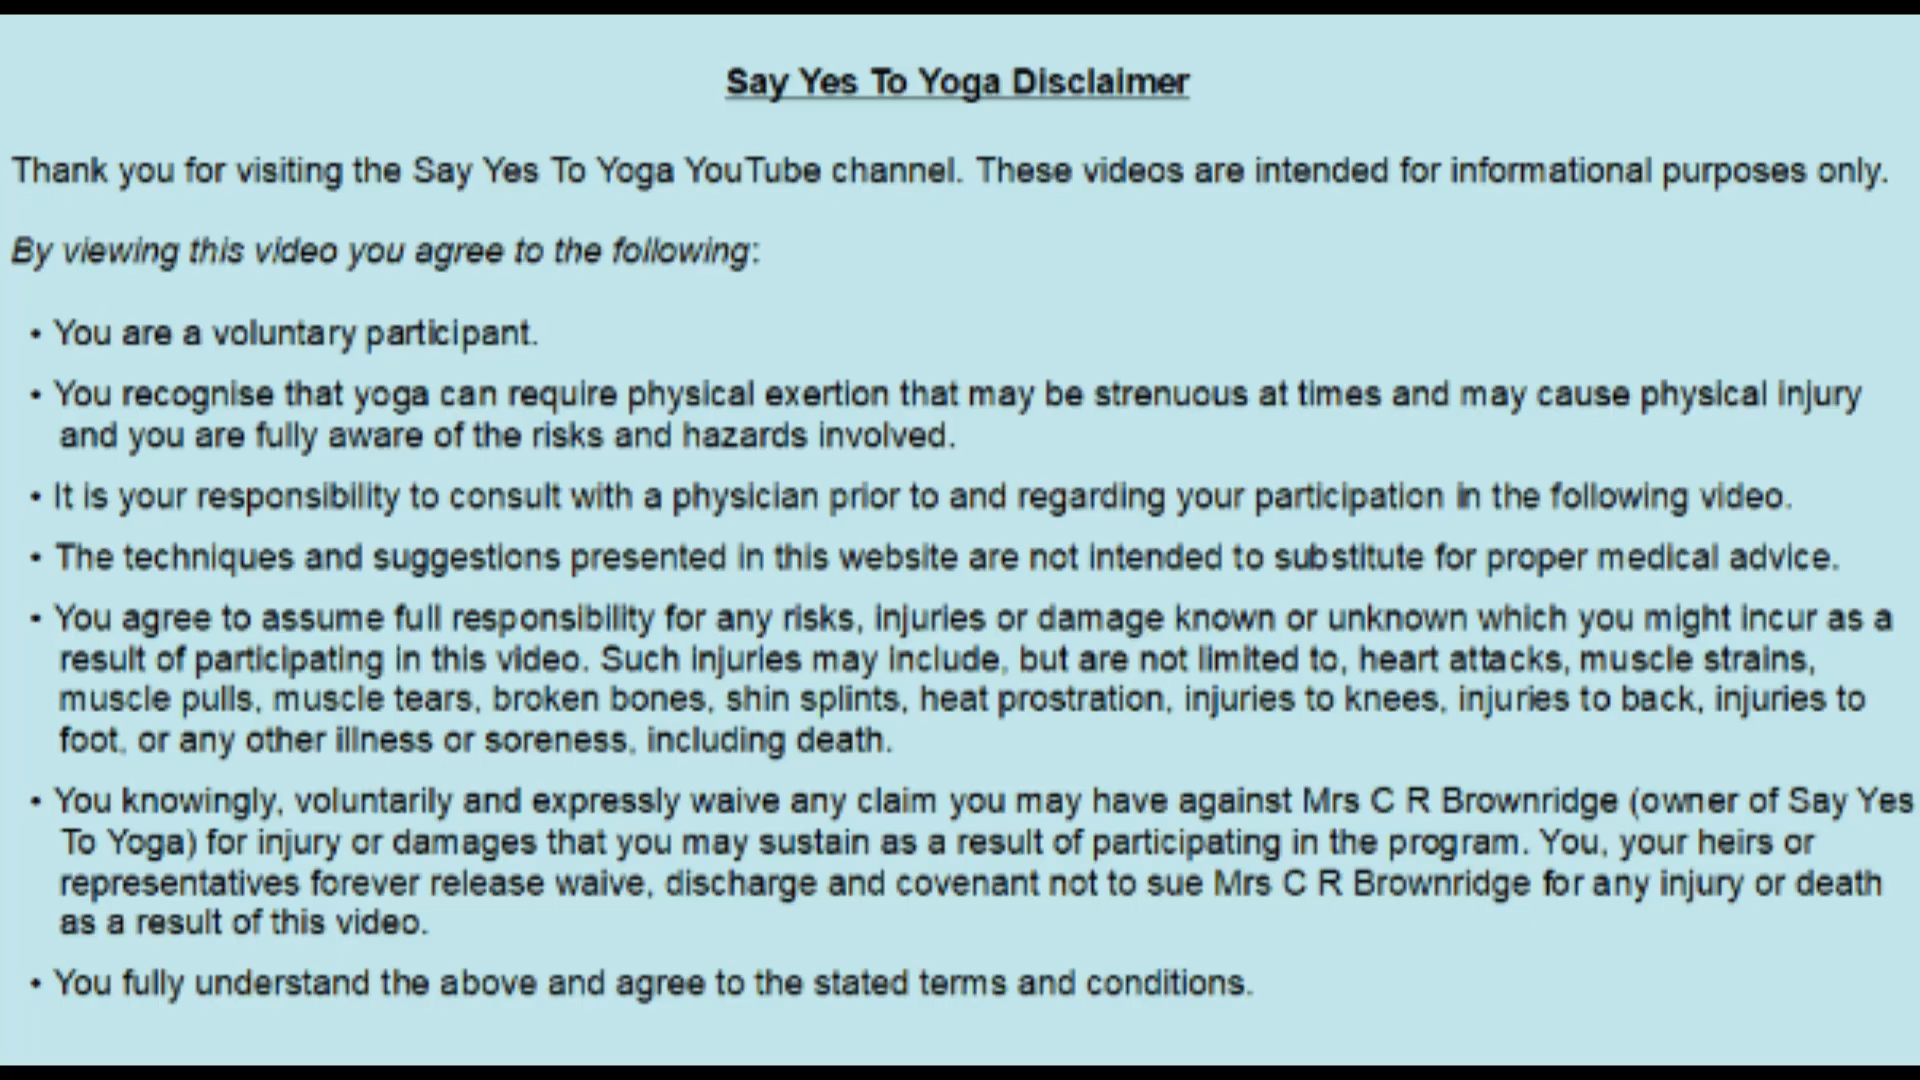 Say Yes To Yoga Disclaimer
Thank you for visiting the Say Yes To Yoga YouTube channel. These videos are intended for informational purposes only.
By viewing this video you agree to the following:
• You are a voluntary participant.
• You recognise that yoga can require physical exertion that may be strenuous at times and may cause physical injury
and you are fully aware of the risks and hazards involved.
• It is your responsibility to consult with a physician prior to and regarding your participation in the following video.
• The techniques and suggestions presented in this website are not intended to substitute for proper medical advice.
• You agree to assume full responsibility for any risks, injuries or damage known or unknown which you might incur as a
result of participating in this video. Such injuries may include, but are not limited to, heart attacks, muscle strains,
muscle pulls, muscle tears, broken bones, shin splints, heat prostration, injuries to knees, injuries to back, injuries to
foot, or any other illness or soreness, including death.
• You knowingly, voluntarily and expressly waive any claim you may have against Mrs C R Brownridge (owner of Say Yes
To Yoga) for injury or damages that you may sustain as a result of participating in the program. You, your heirs or
representatives forever release waive, discharge and covenant not to sue Mrs C R Brownridge for any injury or death
as a result of this video.
• You fully understand the above and agree to the stated terms and conditions.